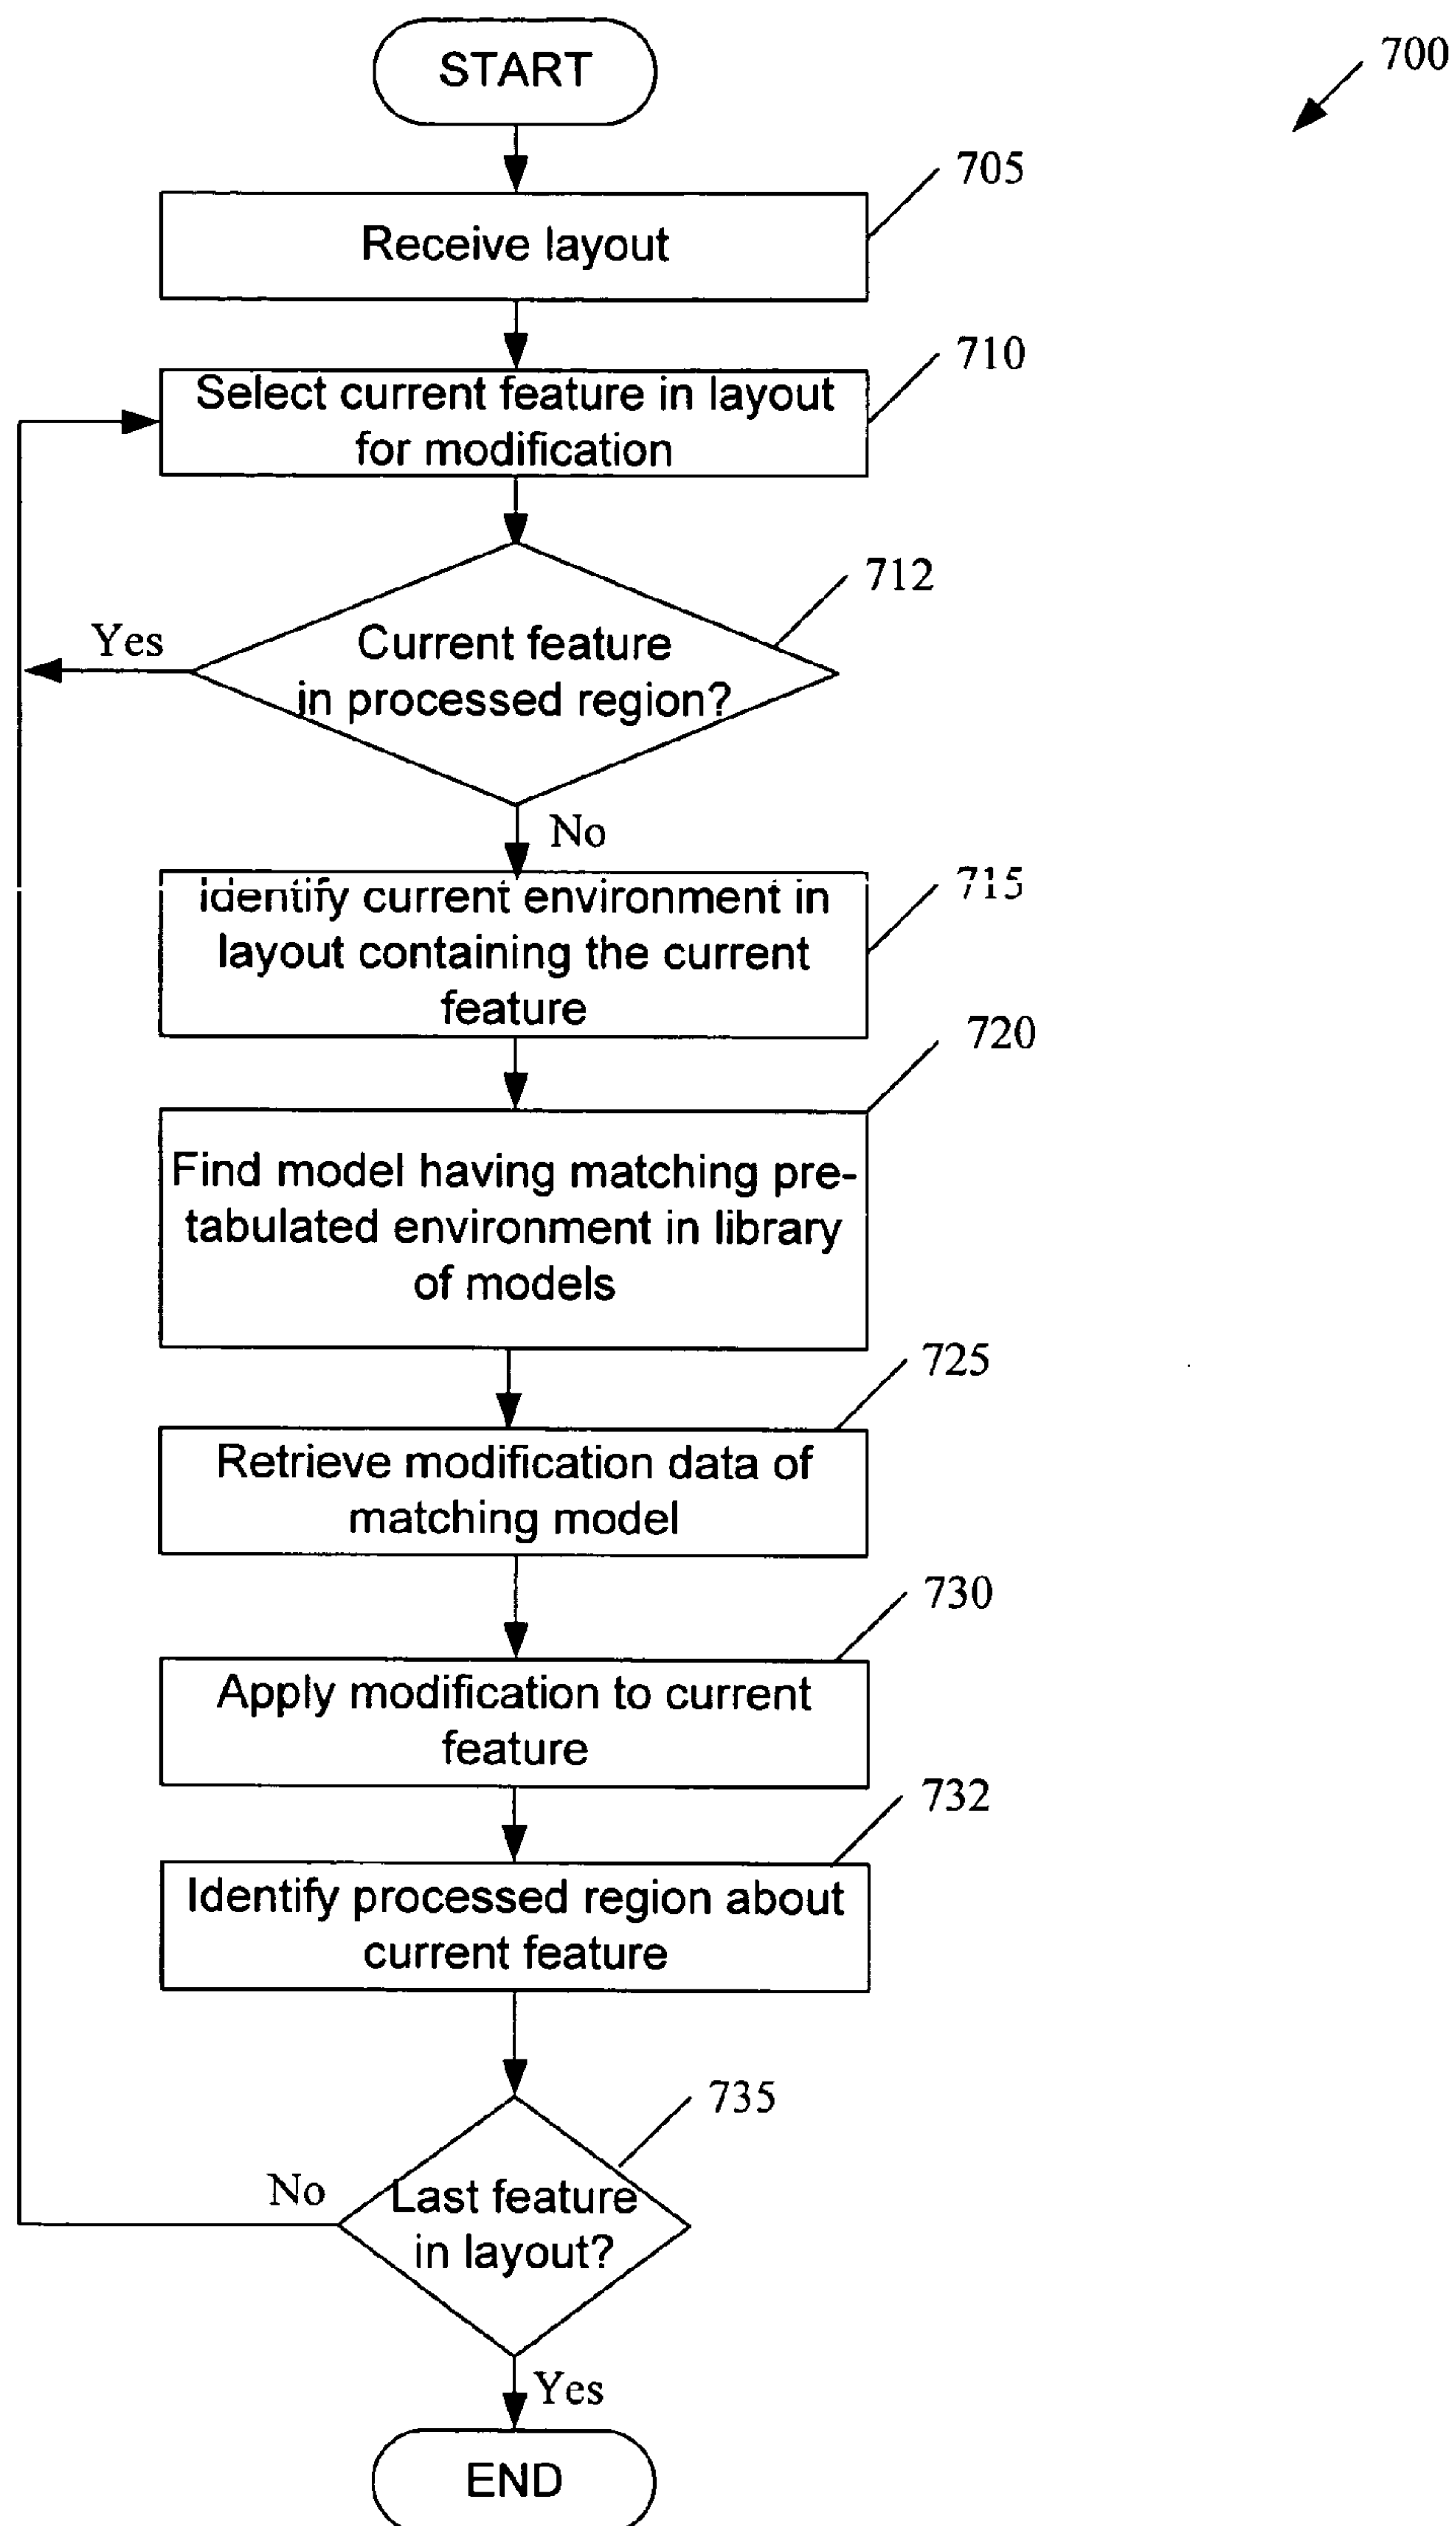 START
700
705
Receive layout
710
Select current feature in layout
for modification
712
Yes
Current feature
in processed region?
No
715
Identify current environment in
layout containing the current
feature
720
Find model having matching pre-
tabulated environment in library
of models
725
Retrieve modification data of
matching model
730
Apply modification to current
feature
732
Identify processed region about
current feature
735
No
Last feature
in layout?
Yes
END